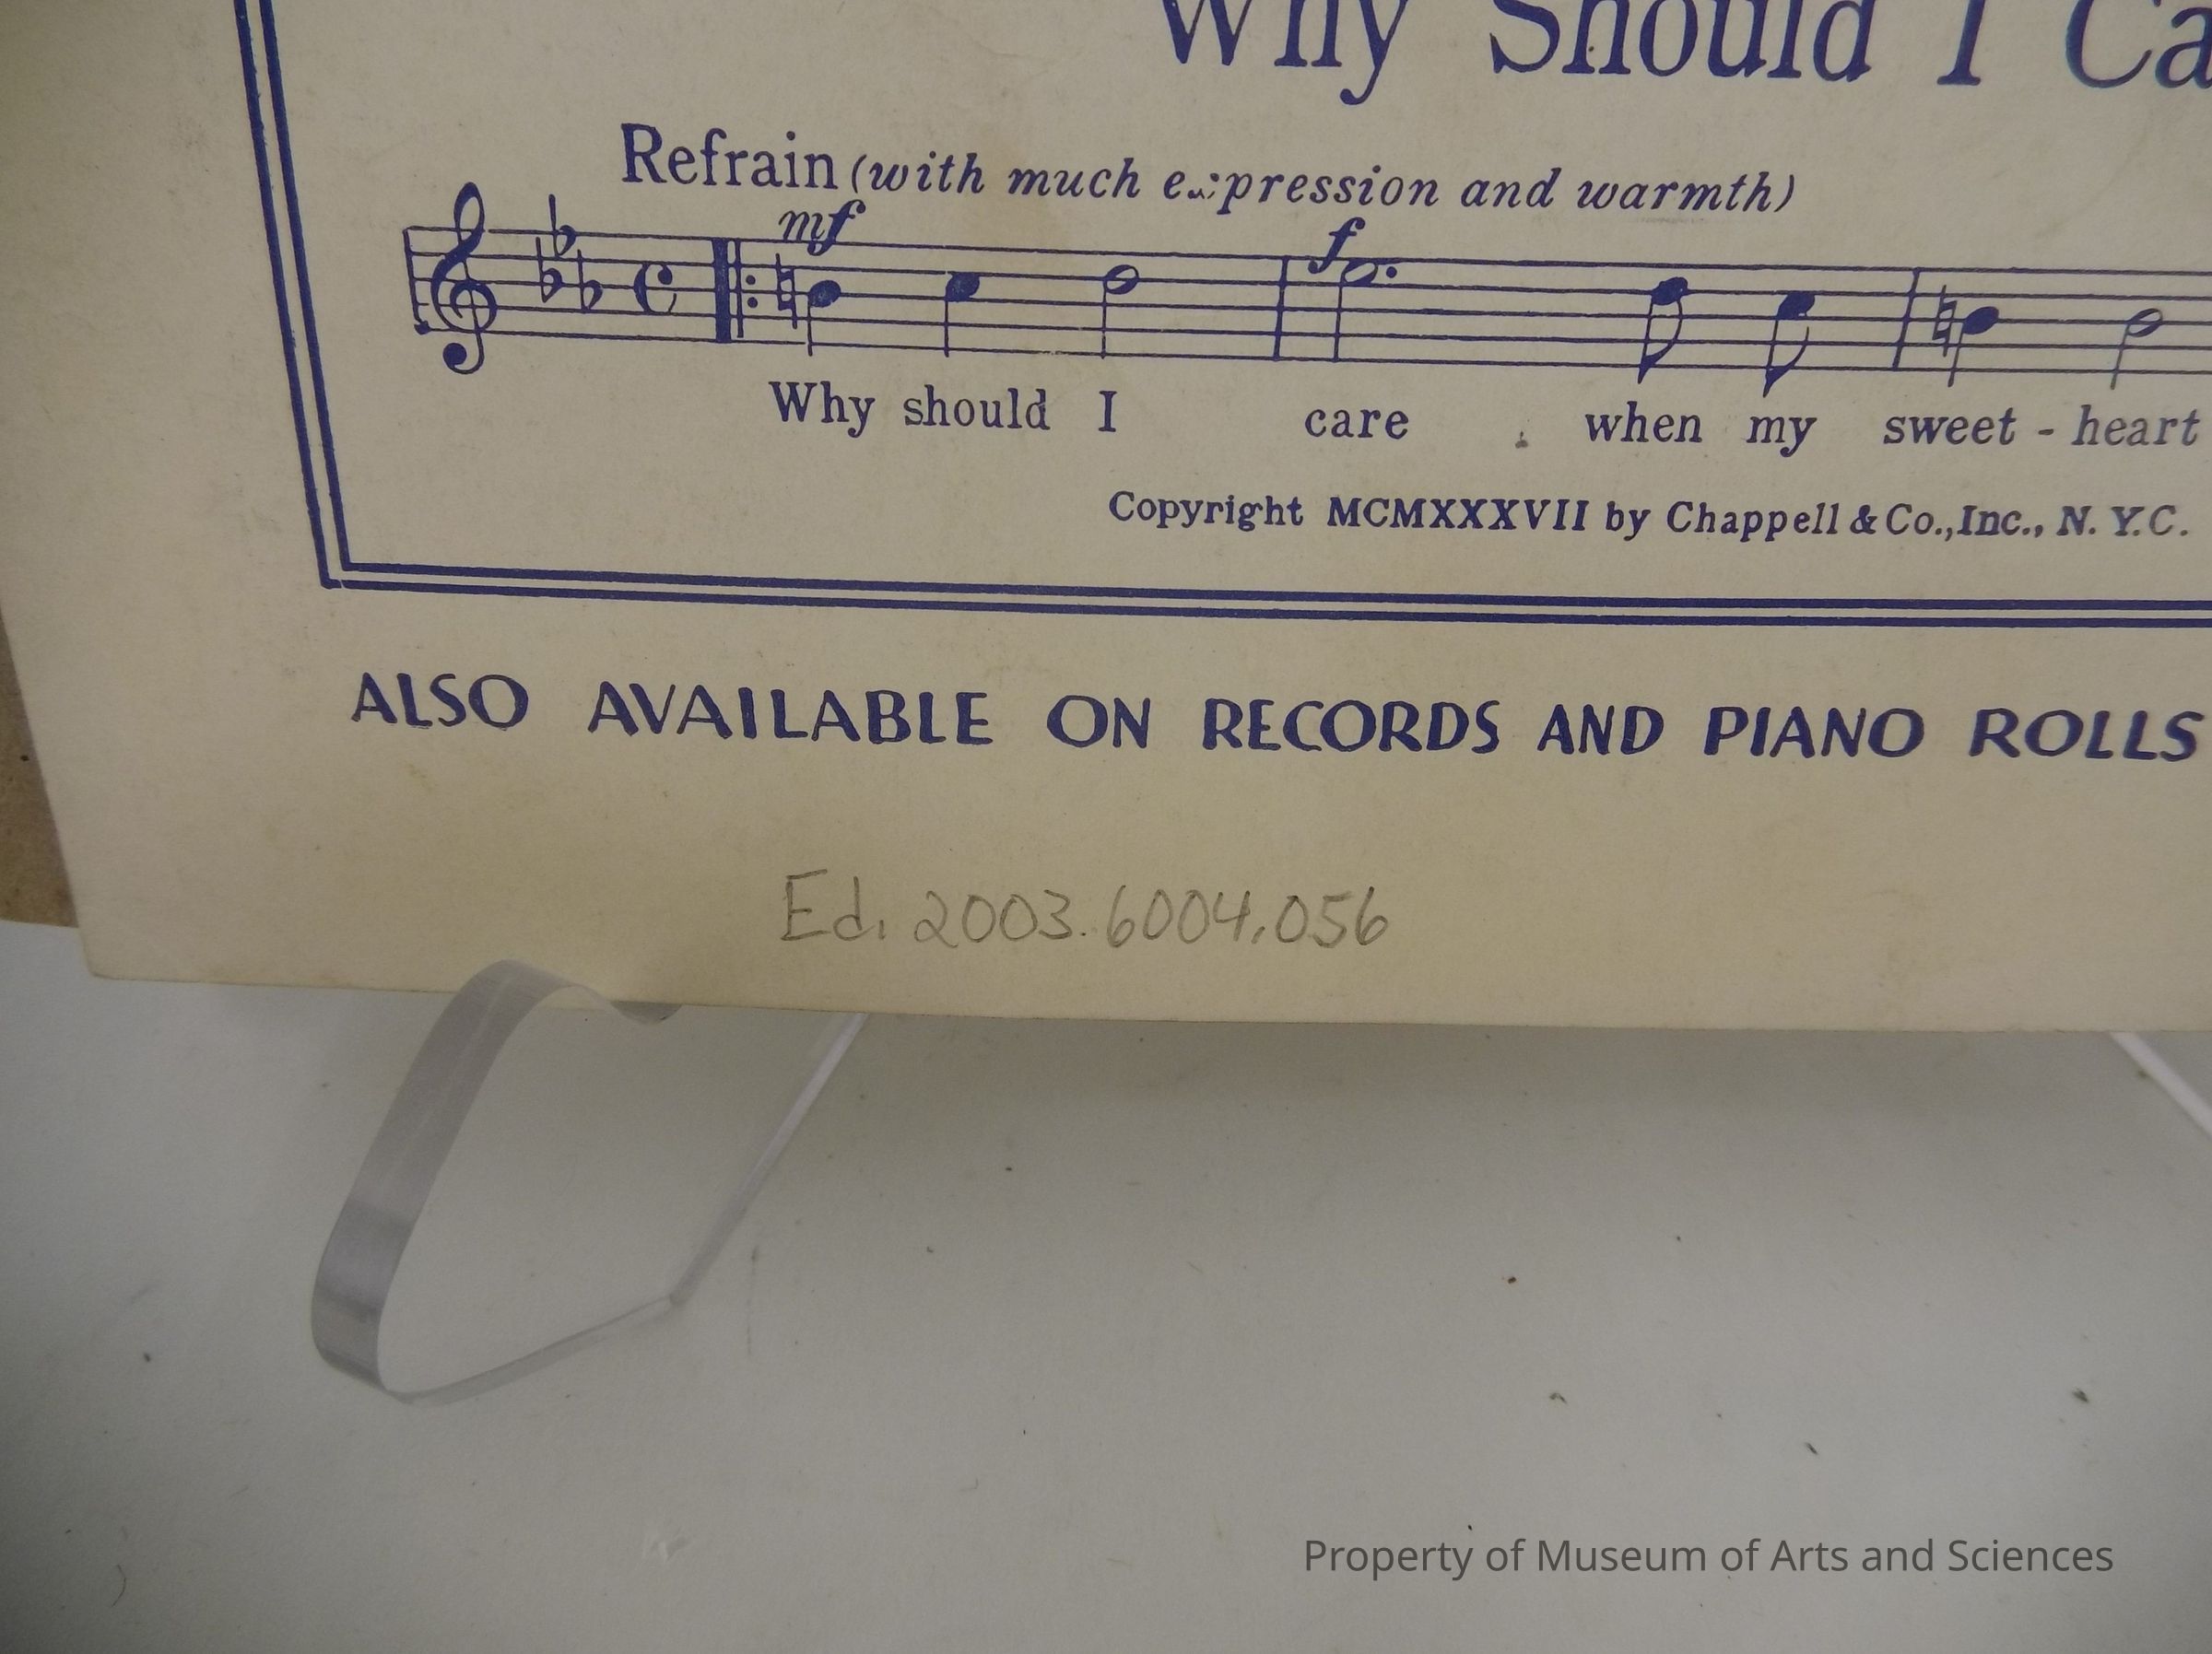 Why Should I Ca
Refrain (with much expression and warmth)
mf f
Why should I care when my sweet - heart
Copyright MCMXXXVII by Chappell & Co., Inc., N. Y.C.
ALSO AVAILABLE ON RECORDS AND PIANO ROLLS
Ed. 2003.6004.056
Property of Museum of Arts and Sciences